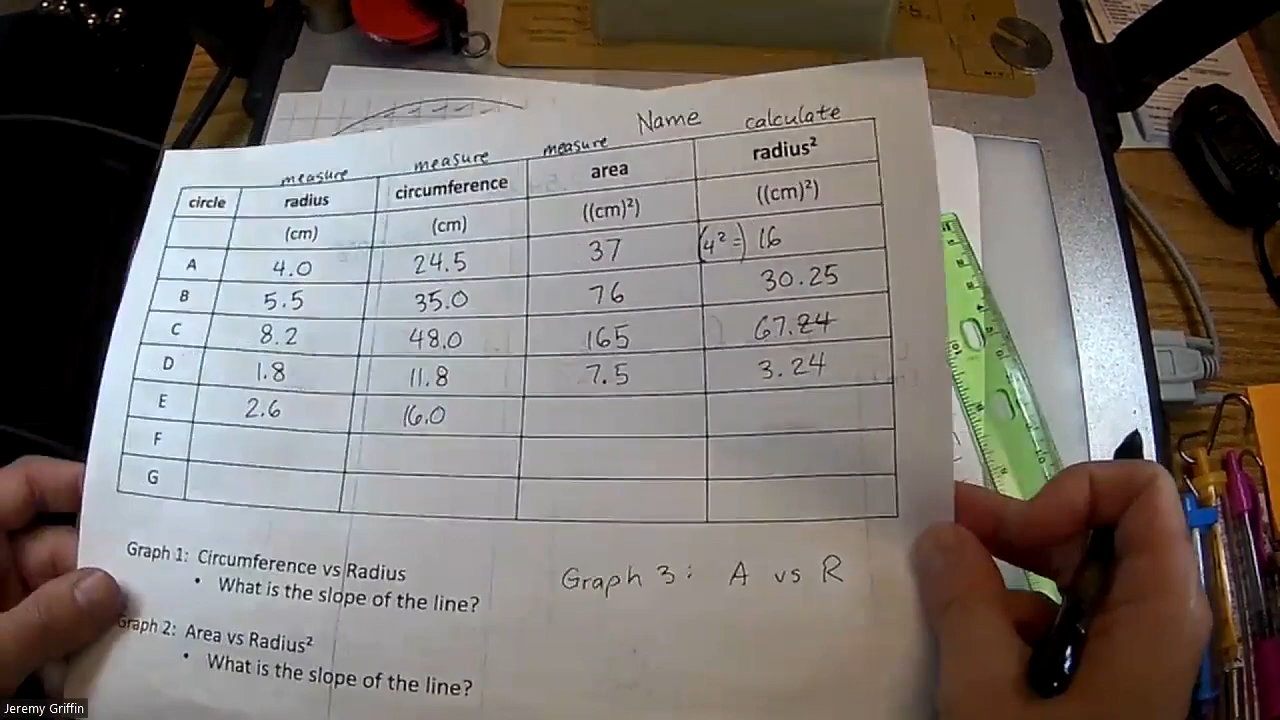 Name
measure measure measure calculate
circle radius circumference area radius²
(cm) (cm) ((cm)²) ((cm)²)
A 4.0 24.5 37 (4² =) 16
B 5.5 35.0 76 30.25
C 8.2 48.0 165 67.24
D 1.8 11.8 7.5 3.24
E 2.6 16.0
F
G
Graph 1: Circumference vs Radius
• What is the slope of the line?
Graph 2: Area vs Radius²
• What is the slope of the line?
Graph 3: A vs R
Jeremy Griffin